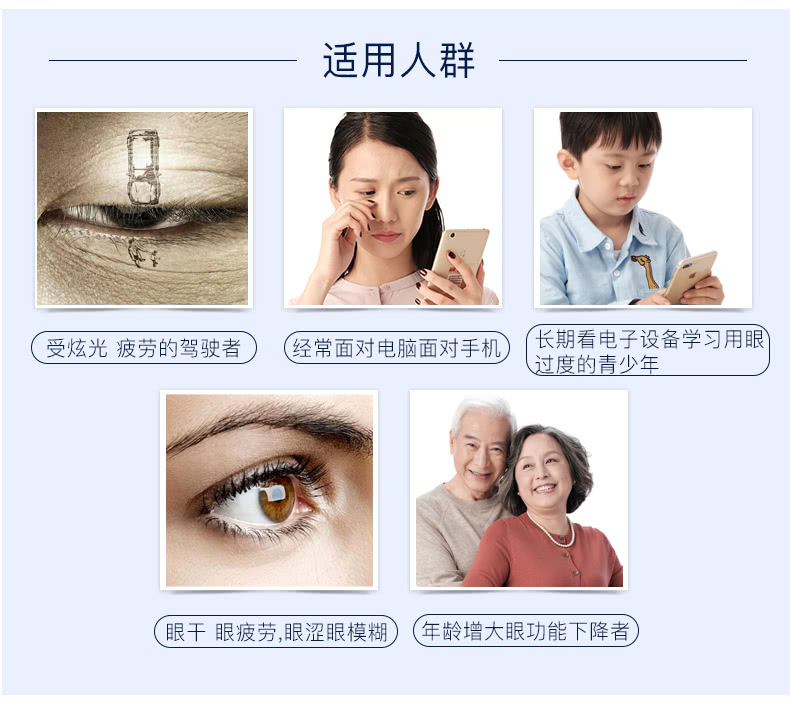 适用人群
受炫光 疲劳的驾驶者
经常面对电脑面对手机
长期看电子设备学习用眼
过度的青少年
眼干 眼疲劳,眼涩眼模糊
年龄增大眼功能下降者